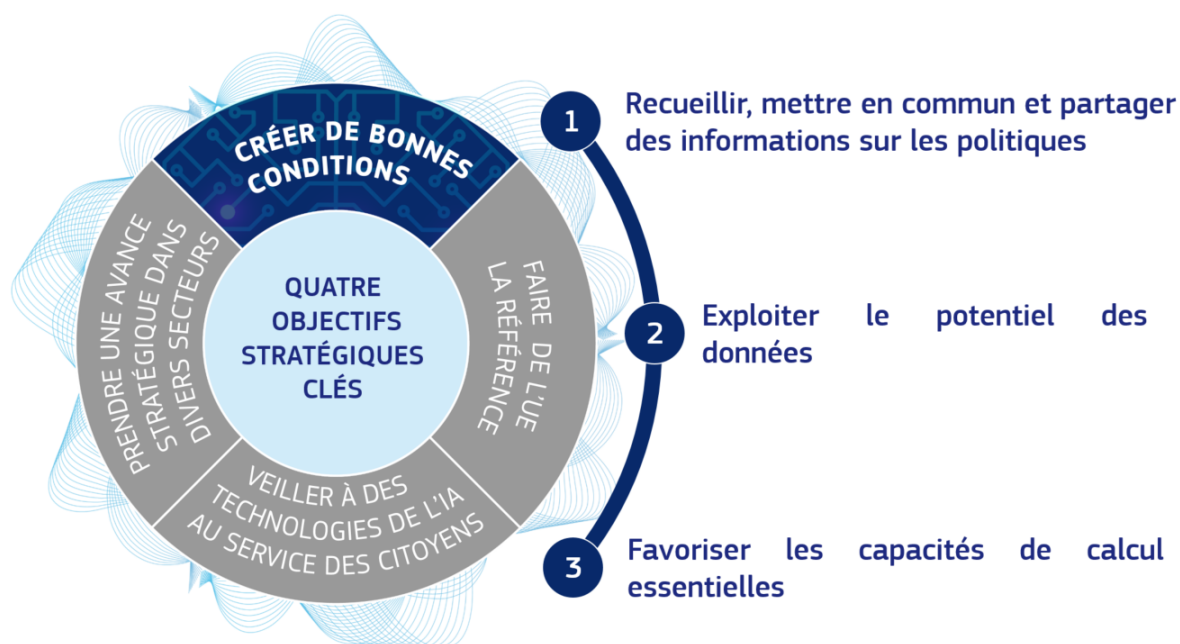 CRÉER DE BONNES
CONDITIONS
FAIRE DE L'UE
LA RÉFÉRENCE
VEILLER À DES
TECHNOLOGIES DE L'IA
AU SERVICE DES CITOYENS
PRENDRE UNE AVANCE
STRATÉGIQUE DANS
DIVERS SECTEURS
QUATRE
OBJECTIFS
STRATÉGIQUES
CLÉS
1
Recueillir, mettre en commun et partager
des informations sur les politiques
2
Exploiter le potentiel des
données
3
Favoriser les capacités de calcul
essentielles